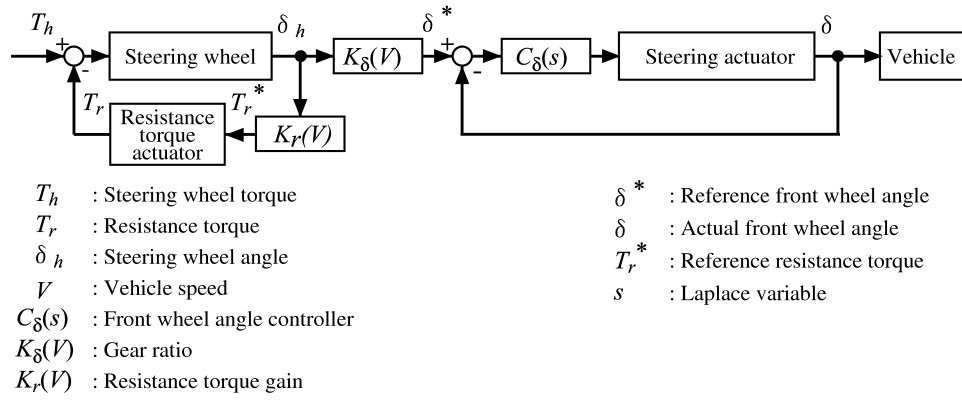 T_h
+
-
Steering wheel
δ_h
K_δ(V)
δ*
+
-
C_δ(s)
Steering actuator
δ
Vehicle
T_r
Resistance
torque
actuator
T_r*
K_r(V)
T_h : Steering wheel torque
T_r : Resistance torque
δ_h : Steering wheel angle
V : Vehicle speed
C_δ(s) : Front wheel angle controller
K_δ(V) : Gear ratio
K_r(V) : Resistance torque gain
δ* : Reference front wheel angle
δ : Actual front wheel angle
T_r* : Reference resistance torque
s : Laplace variable